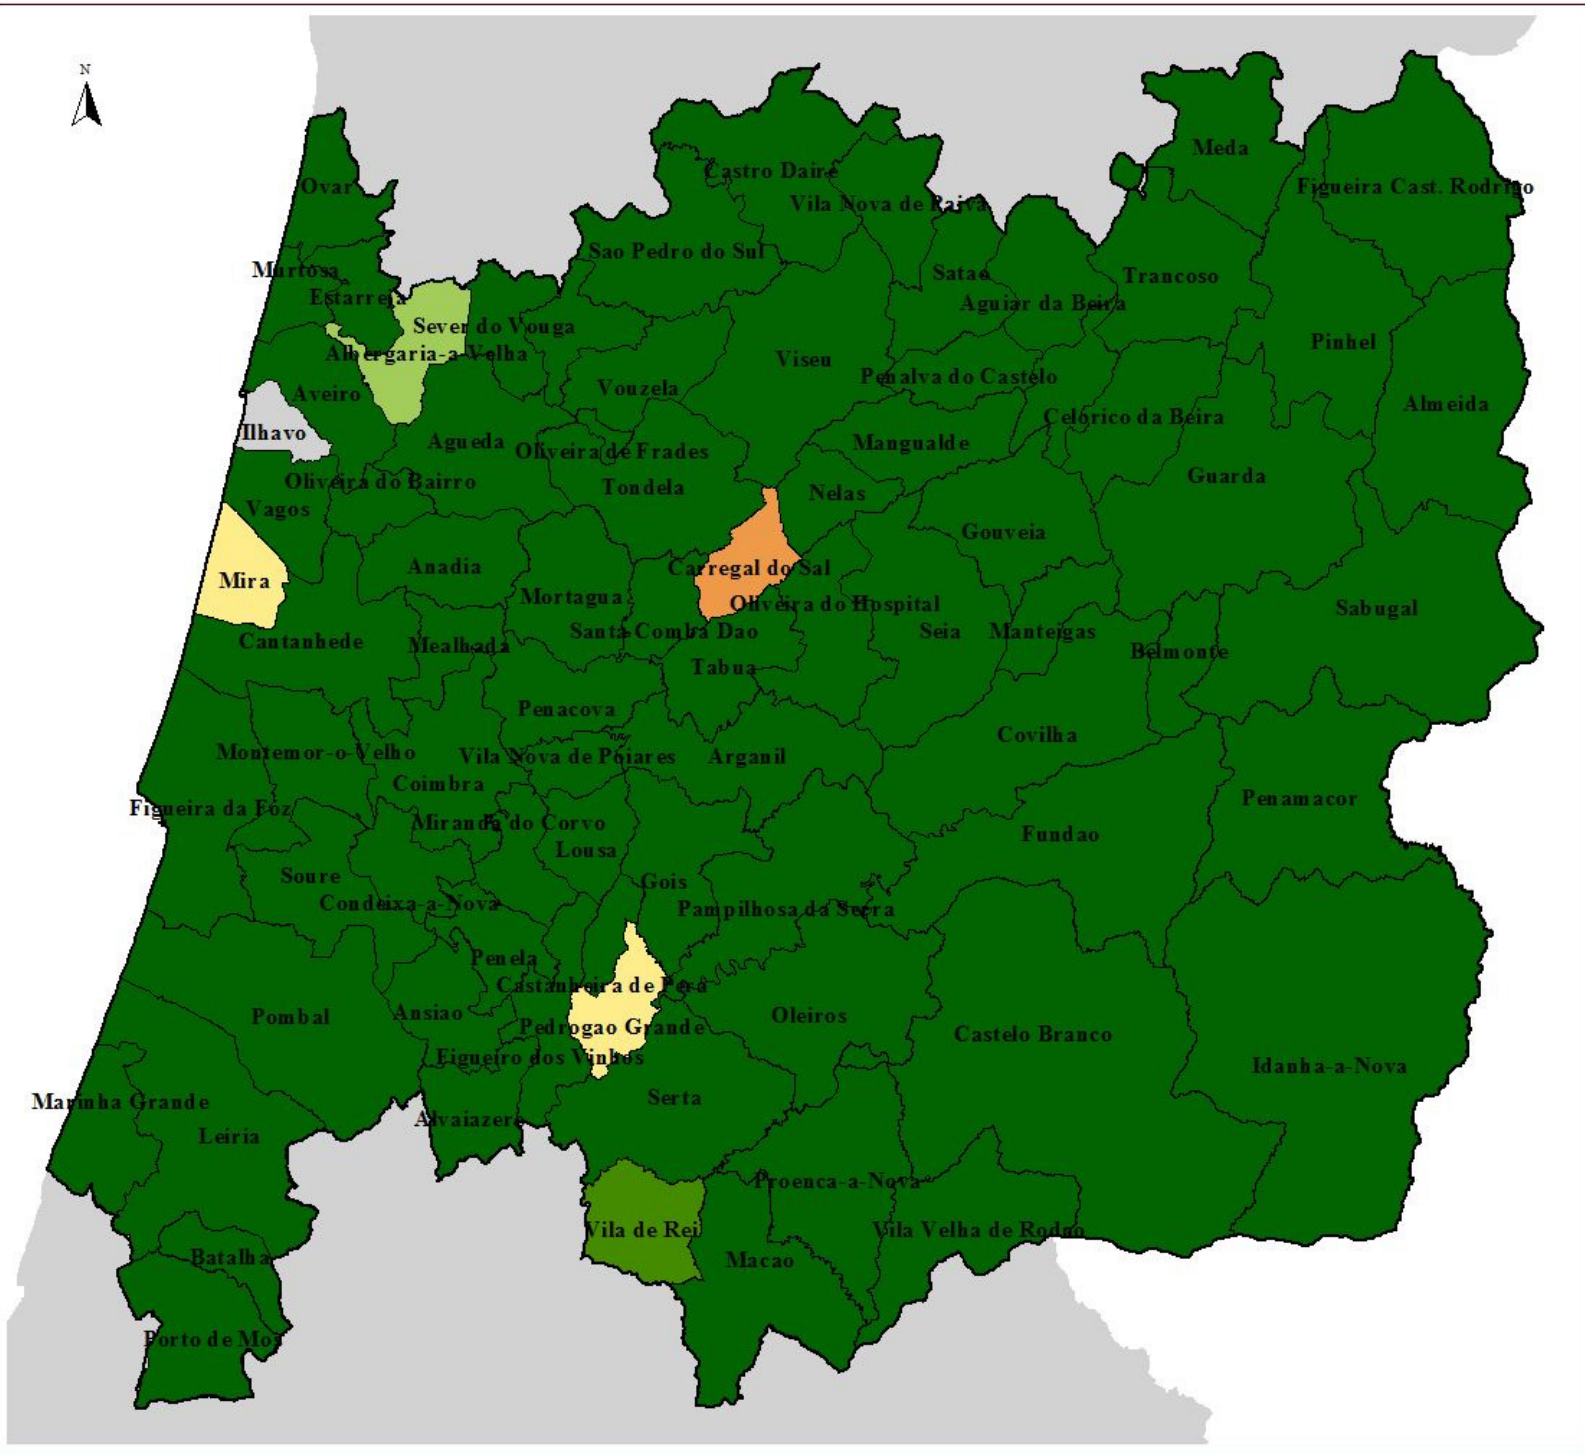 N
Meda
Castro Daire
Ovar
Figueira Cast. Rodrigo
Vila Nova de Paiva
Sao Pedro do Sul
Murtosa
Satao
Trancoso
Estarreja
Aguiar da Beira
Sever do Vouga
Pinhel
Albergaria-a-Velha
Viseu
Penalva do Castelo
Vouzela
Aveiro
Almeida
Celorico da Beira
Ilhavo
Agueda
Mangualde
Oliveira de Frades
Guarda
Oliveira do Bairro
Tondela
Nelas
Vagos
Gouveia
Anadia
Carregal do Sal
Mira
Mortagua
Oliveira do Hospital
Sabugal
Santa Comba Dao
Seia
Manteigas
Cantanhede
Mealhada
Belmonte
Tabua
Penacova
Covilha
Montemor-o-Velho
Vila Nova de Poiares
Arganil
Coimbra
Penamacor
Figueira da Foz
Miranda do Corvo
Fundao
Lousa
Soure
Gois
Condeixa-a-Nova
Pampilhosa da Serra
Penela
Castanheira de Pera
Ansiao
Pombal
Oleiros
Pedrogao Grande
Castelo Branco
Figueiro dos Vinhos
Idanha-a-Nova
Serta
Marinha Grande
Alvaiazere
Leiria
Proenca-a-Nova
Vila de Rei
Vila Velha de Rodao
Batalha
Macao
Porto de Mos